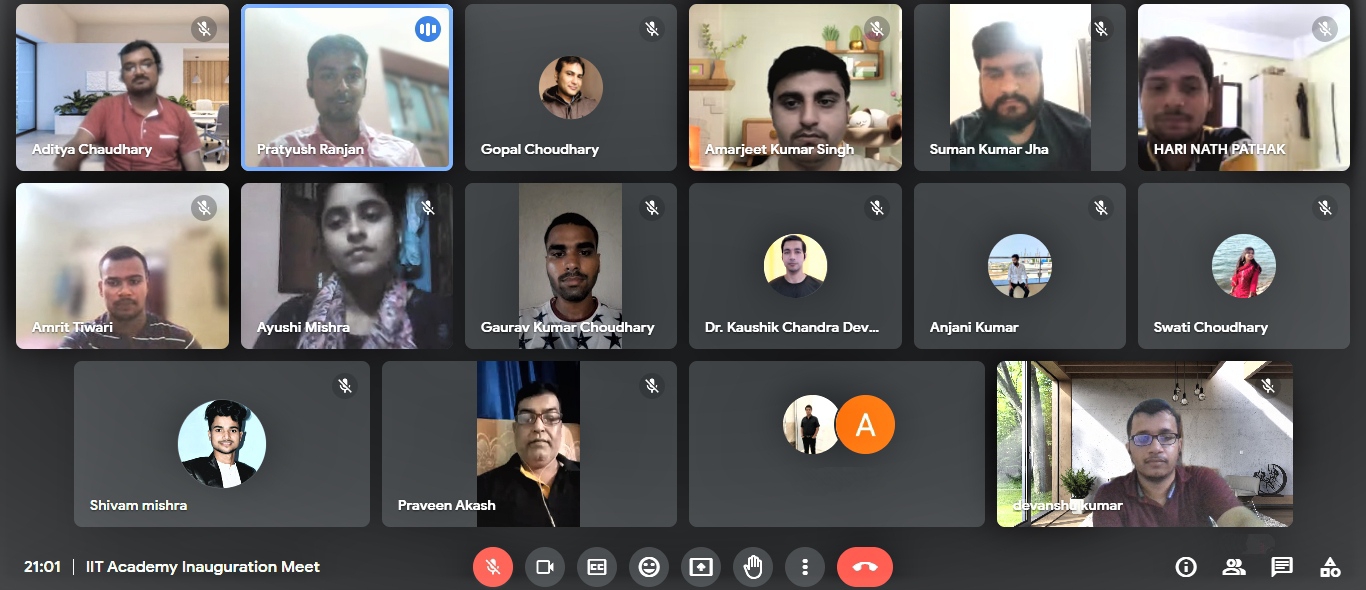 Aditya Chaudhary
Pratyush Ranjan
Gopal Choudhary
Amarjeet Kumar Singh
Suman Kumar Jha
HARI NATH PATHAK
Amrit Tiwari
Ayushi Mishra
Gaurav Kumar Choudhary
Dr. Kaushik Chandra Dev...
Anjani Kumar
Swati Choudhary
Shivam mishra
Praveen Akash
A
devanshu kumar
CC
21:01 | IIT Academy Inauguration Meet